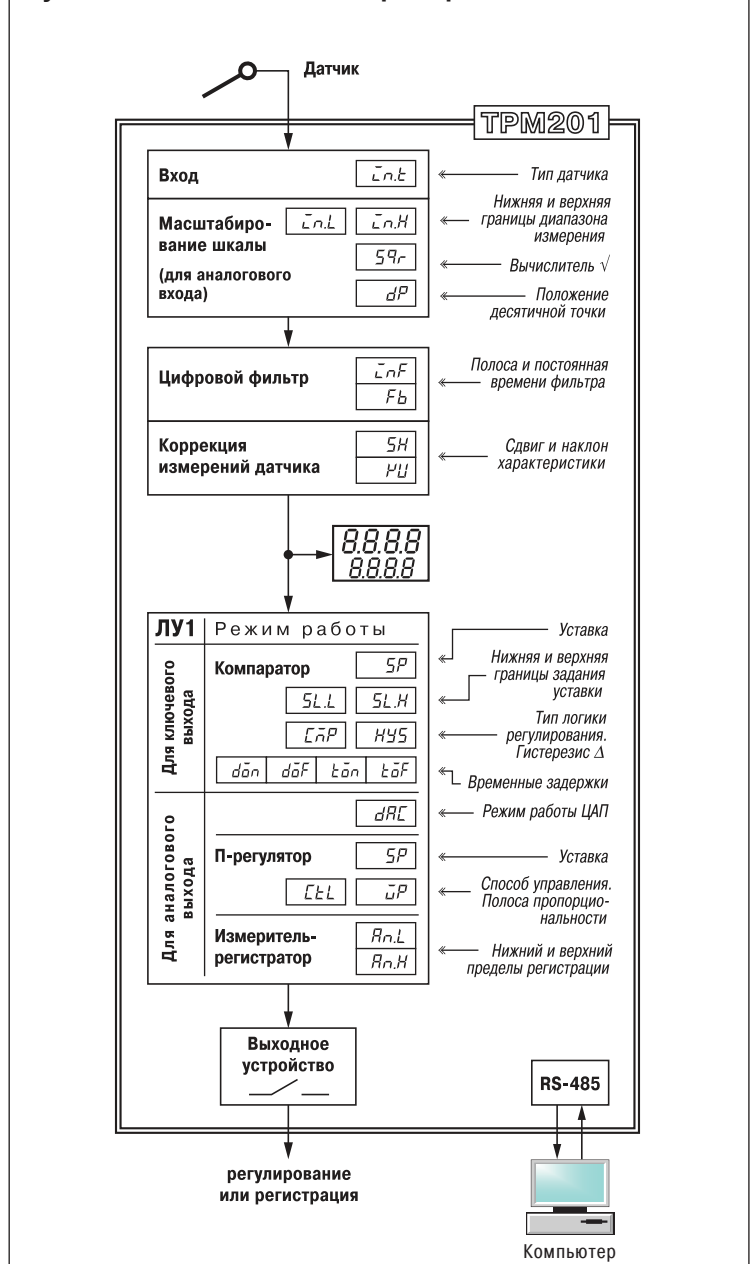 Датчик
ТРМ201
Вход
in.t
Тип датчика
Масштабиро-
вание шкалы
(для аналогового
входа)
in.L
in.H
Нижняя и верхняя
границы диапазона
измерения
Sqr
Вычислитель √
dP
Положение
десятичной точки
Цифровой фильтр
inF
Fb
Полоса и постоянная
времени фильтра
Коррекция
измерений датчика
SH
KU
Сдвиг и наклон
характеристики
8.8.8.8
8.8.8.8
ЛУ1 Режим работы
Для ключевого
выхода
Компаратор
SP
Уставка
SL.L
SL.H
Нижняя и верхняя
границы задания
уставки
CmP
HYS
Тип логики
регулирования.
Гистерезис Δ
don doF ton toF
Временные задержки
Для аналогового
выхода
dAC
Режим работы ЦАП
П-регулятор
SP
Уставка
CtL
Способ управления.
Полоса пропорцио-
нальности
Измеритель-
регистратор
An.L
An.H
Нижний и верхний
пределы регистрации
Выходное
устройство
RS-485
регулирование
или регистрация
Компьютер